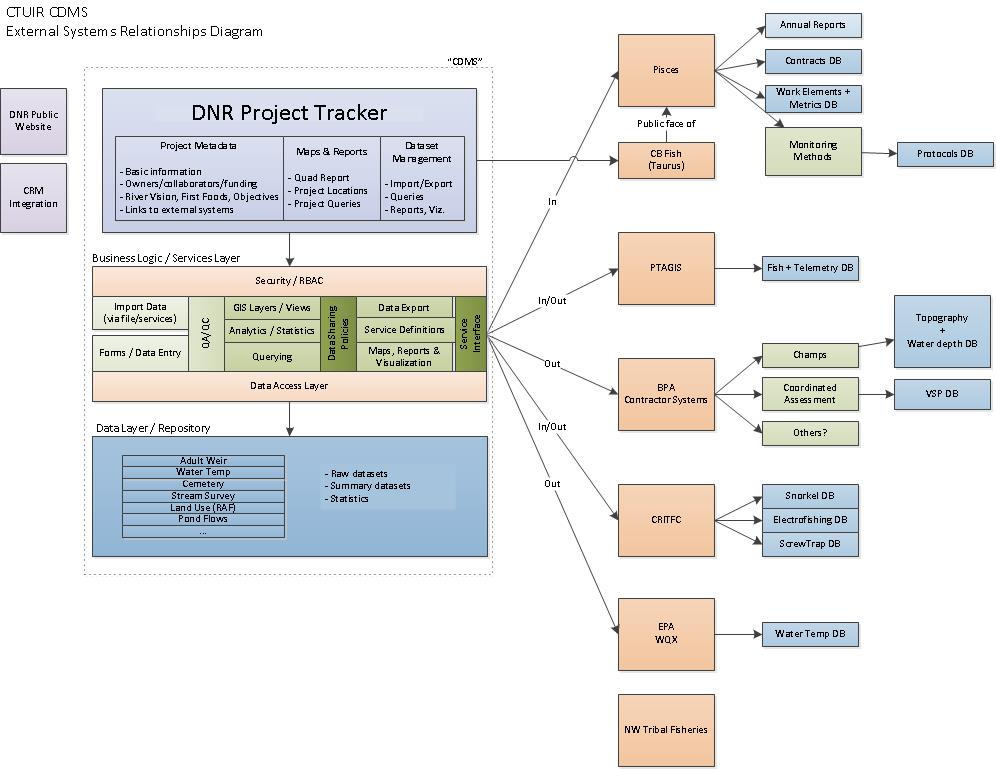 CTUIR CDMS
External Systems Relationships Diagram
"CDMS"
DNR Public
Website
CRM
Integration
DNR Project Tracker
Project Metadata
- Basic information
- Owners/collaborators/funding
- River Vision, First Foods, Objectives
- Links to external systems
Maps & Reports
- Quad Report
- Project Locations
- Project Queries
Dataset
Management
- Import/Export
- Queries
- Reports, Viz.
Business Logic / Services Layer
Security / RBAC
Import Data
(via file/services)
Forms / Data Entry
QA/QC
GIS Layers / Views
Analytics / Statistics
Querying
Data Sharing
Policies
Data Export
Service Definitions
Maps, Reports &
Visualization
Service
Interface
Data Access Layer
Data Layer / Repository
Adult Weir
Water Temp
Cemetery
Stream Survey
Land Use (RAF)
Pond Flows
...
- Raw datasets
- Summary datasets
- Statistics
In
In/Out
Out
In/Out
Out
Pisces
Public face of
CB Fish
(Taurus)
Annual Reports
Contracts DB
Work Elements +
Metrics DB
Monitoring
Methods
Protocols DB
PTAGIS
Fish + Telemetry DB
BPA
Contractor Systems
Champs
Coordinated
Assessment
Others?
Topography
+
Water depth DB
VSP DB
CRITFC
Snorkel DB
Electrofishing DB
ScrewTrap DB
EPA
WQX
Water Temp DB
NW Tribal Fisheries